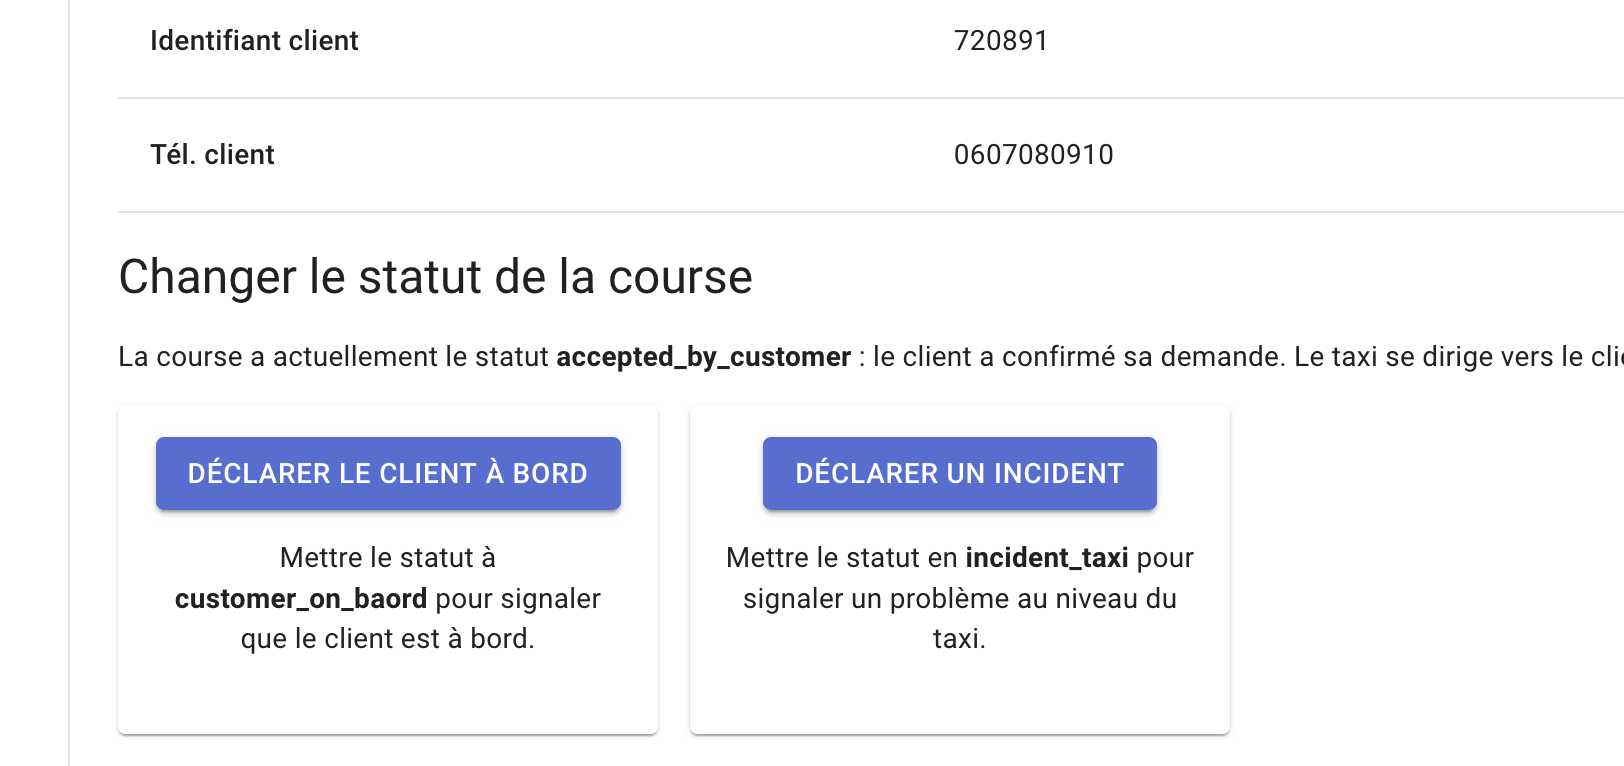 Identifiant client 720891
Tél. client 0607080910
Changer le statut de la course
La course a actuellement le statut accepted_by_customer : le client a confirmé sa demande. Le taxi se dirige vers le
DÉCLARER LE CLIENT À BORD
Mettre le statut à
customer_on_baord pour signaler
que le client est à bord.
DÉCLARER UN INCIDENT
Mettre le statut en incident_taxi pour
signaler un problème au niveau du
taxi.